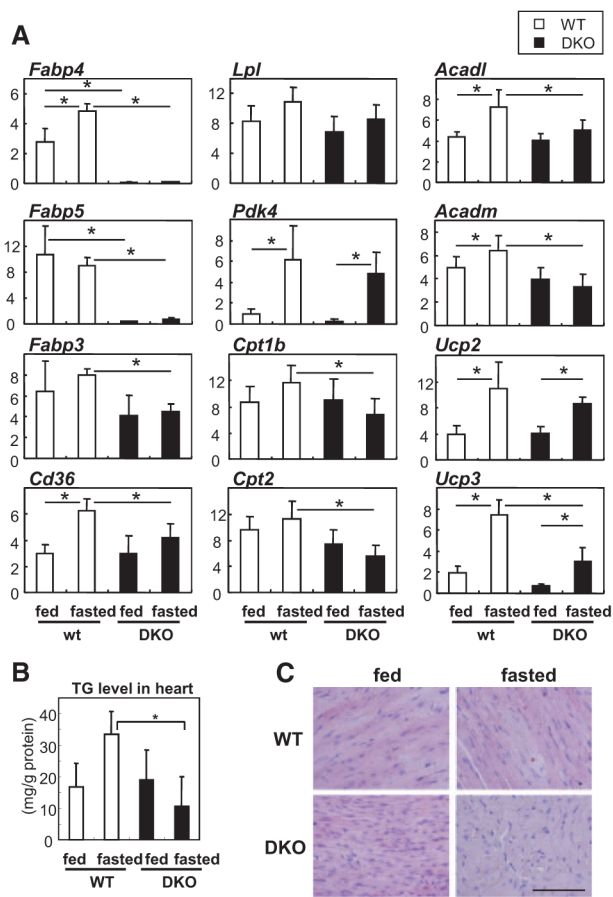 WT
DKO
A
Fabp4 Lpl Acadl
* * * * *
6 4 2 0
12 8 4 0
8 6 4 2 0
Fabp5 Pdk4 Acadm
* * * * * *
12 8 4 0
8 6 4 2 0
8 6 4 2 0
Fabp3 Cpt1b Ucp2
* * * *
8 6 4 2 0
16 12 8 4 0
12 8 4 0
Cd36 Cpt2 Ucp3
* * * * * *
6 4 2 0
16 12 8 4 0
8 6 4 2 0
fed fasted fed fasted fed fasted fed fasted fed fasted fed fasted
wt DKO wt DKO wt DKO
B
TG level in heart
(mg/g protein)
*
40
30
20
10
0
fed fasted fed fasted
WT DKO
C
fed fasted
WT
DKO